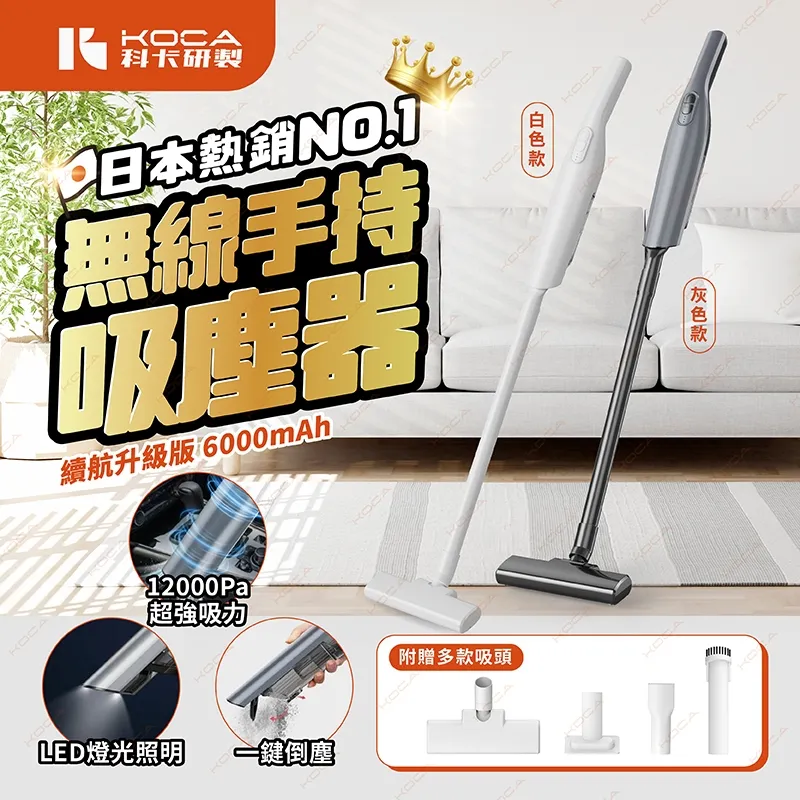 KOCA
科卡研製
日本熱銷NO.1
無線手持
吸塵器
續航升級版 6000mAh
白色款
灰色款
12000Pa
超強吸力
LED燈光照明
一鍵倒塵
附贈多款吸頭